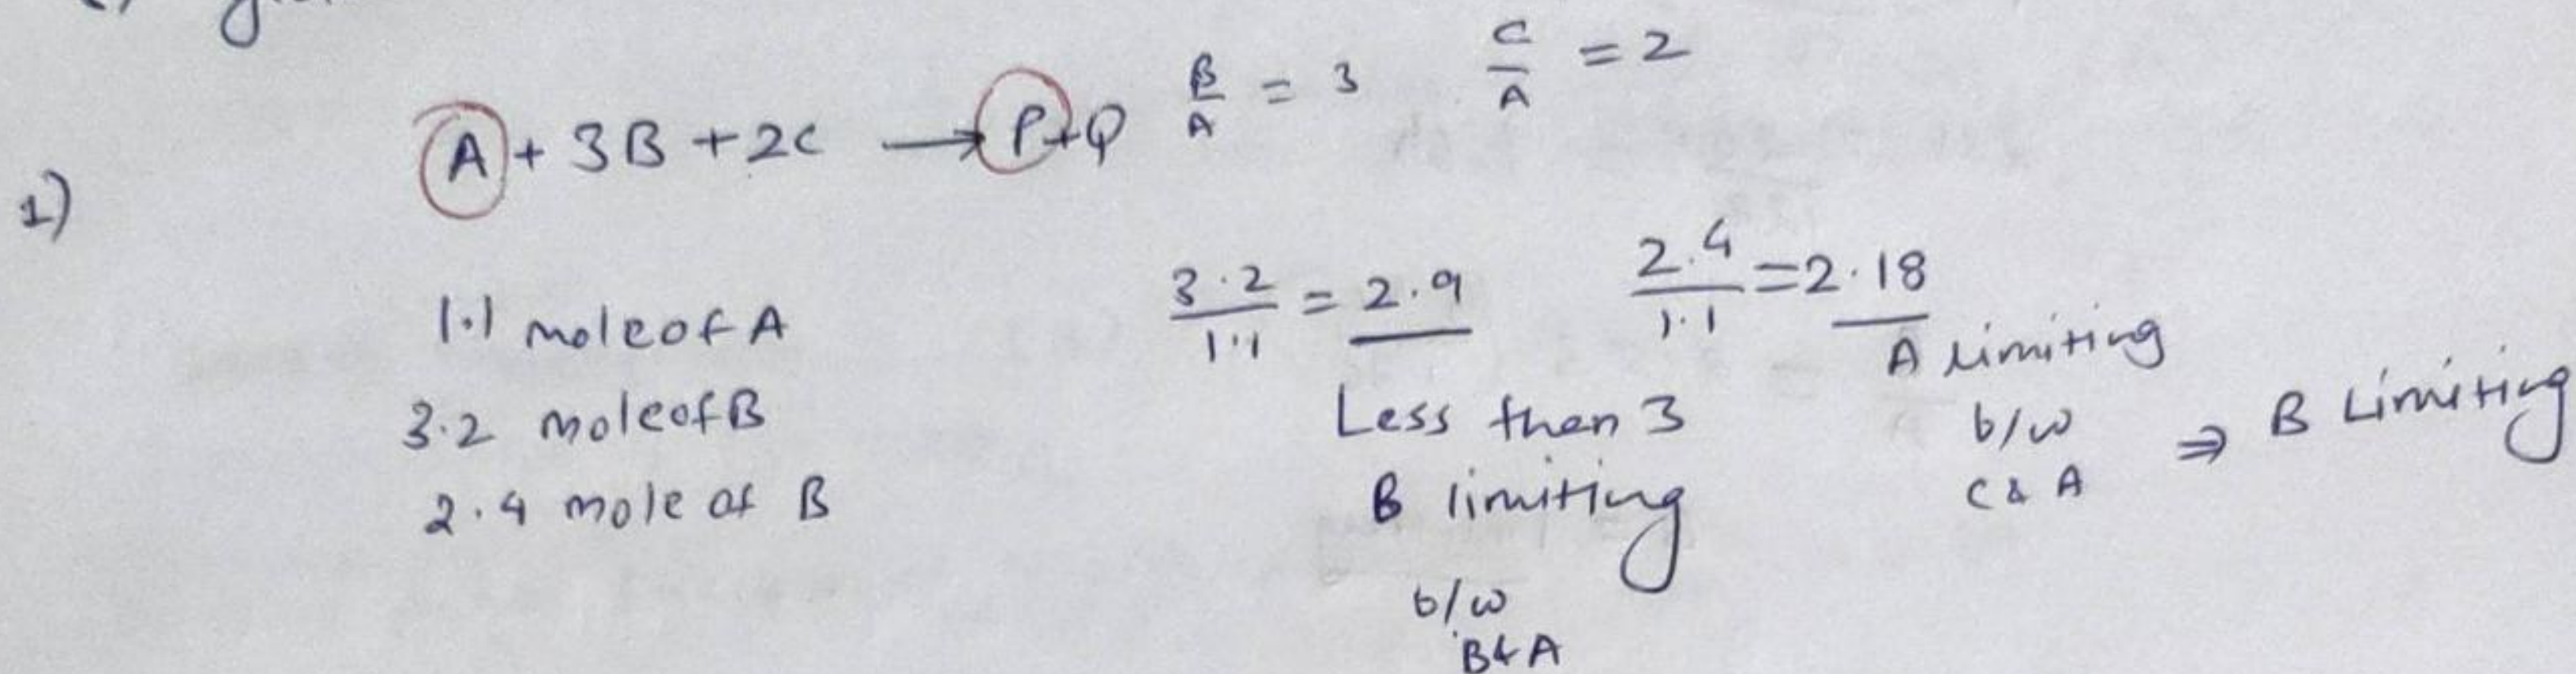 A + 3B + 2C ⟶ P+Q   B/A = 3   C/A = 2
1)
1.1 mole of A
3.2 mole of B
2.4 mole of B
3.2/1.1 = 2.9
Less then 3
B limiting
b/w
B & A
2.4/1.1 = 2.18
A limiting
b/w
C & A
⇒ B Limiting